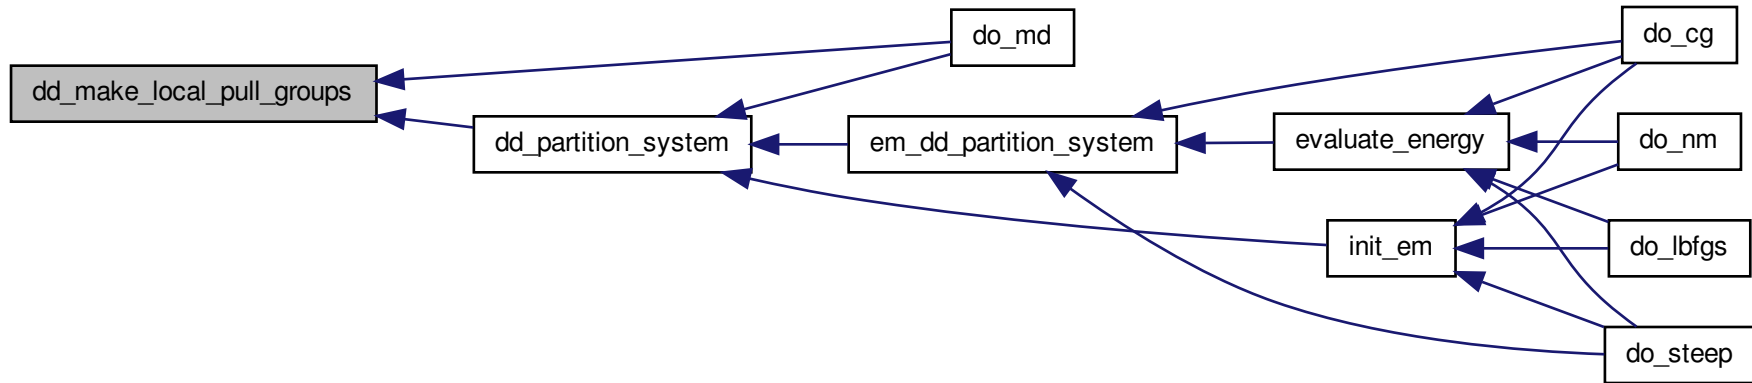 dd_make_local_pull_groups
do_md
dd_partition_system
em_dd_partition_system
evaluate_energy
init_em
do_cg
do_nm
do_lbfgs
do_steep